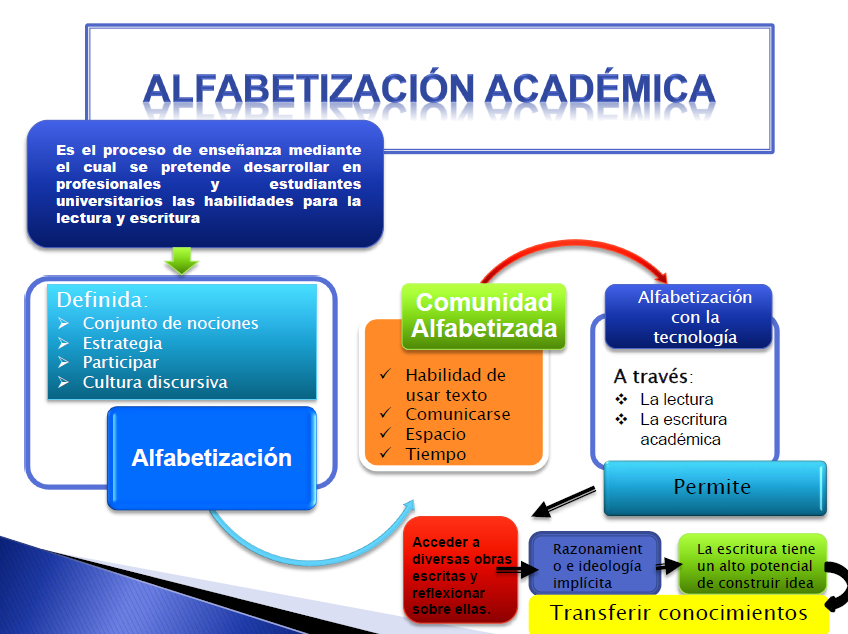 ALFABETIZACIÓN ACADÉMICA
Es el proceso de enseñanza mediante
el cual se pretende desarrollar en
profesionales y estudiantes
universitarios las habilidades para la
lectura y escritura
Definida:
Conjunto de nociones
Estrategia
Participar
Cultura discursiva
Alfabetización
Comunidad
Alfabetizada
Habilidad de
usar texto
Comunicarse
Espacio
Tiempo
Alfabetización
con la
tecnología
A través:
La lectura
La escritura
académica
Permite
Acceder a
diversas obras
escritas y
reflexionar
sobre ellas.
Razonamient
o e ideología
implícita
La escritura tiene
un alto potencial
de construir idea
Transferir conocimientos